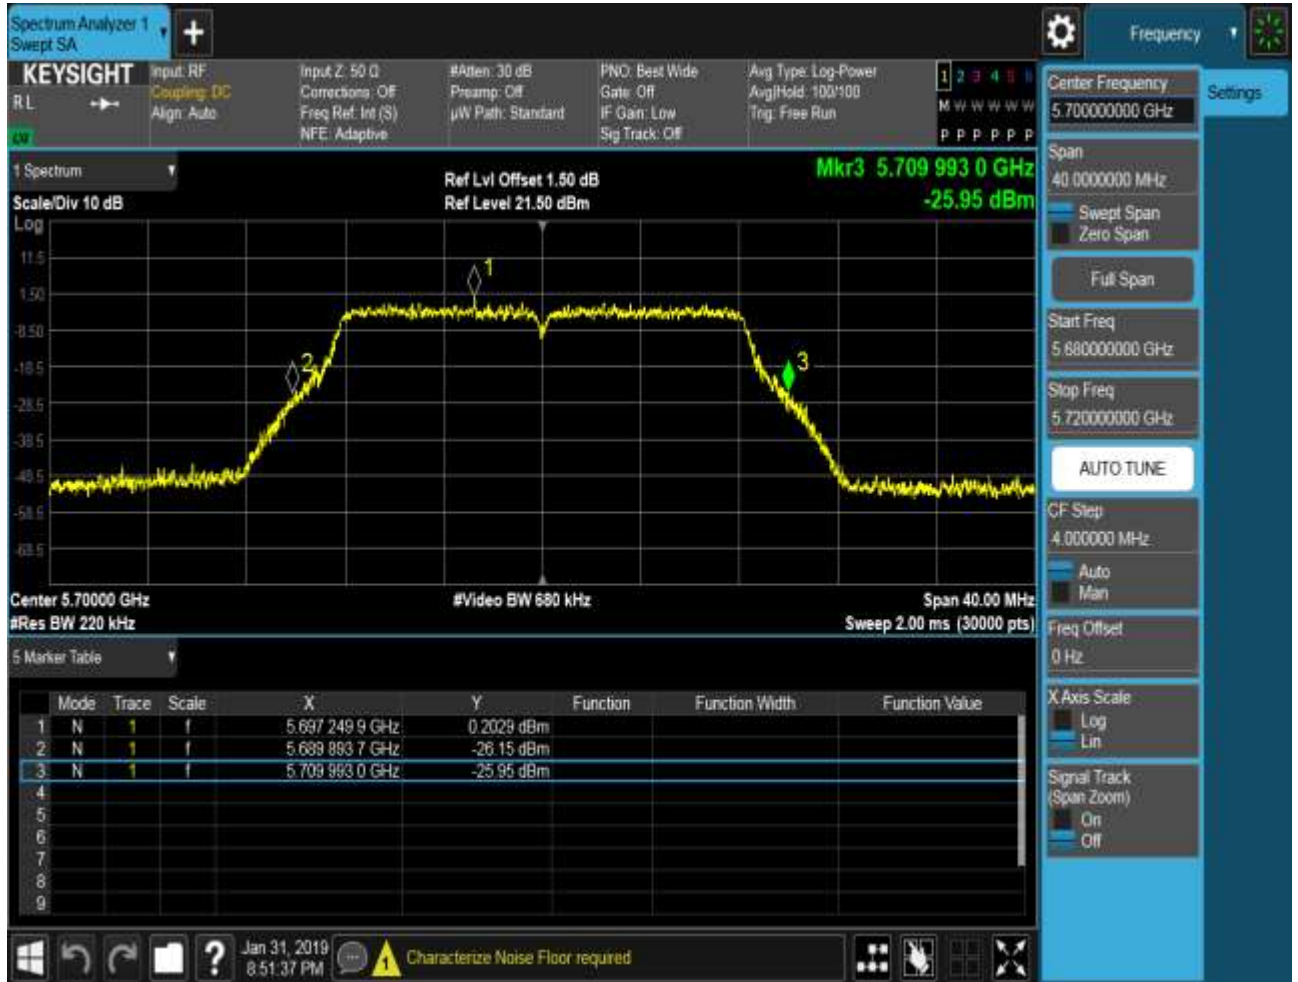 Spectrum Analyzer 1
Swept SA
+
Frequency
KEYSIGHT
RL
Input: RF
Coupling: DC
Align: Auto
Input Z: 50 Ω
Corrections: Off
Freq Ref: Int (S)
NFE: Adaptive
#Atten: 30 dB
Preamp: Off
µW Path: Standard
PNO: Best Wide
Gate: Off
IF Gain: Low
Sig Track: Off
Avg Type: Log-Power
Avg|Hold: 100/100
Trig: Free Run
1 2 3 4 5 6
M W W W W W
P P P P P P
1 Spectrum
Scale/Div 10 dB
Ref Lvl Offset 1.50 dB
Ref Level 21.50 dBm
Mkr3 5.709 993 0 GHz
-25.95 dBm
Log
11.5
1.50
-8.50
-18.5
-28.5
-38.5
-48.5
-58.5
-68.5
1
2
3
Center 5.70000 GHz
#Video BW 680 kHz
Span 40.00 MHz
#Res BW 220 kHz
Sweep 2.00 ms (30000 pts)
5 Marker Table
Mode Trace Scale X Y Function Function Width Function Value
1 N 1 f 5.697 249 9 GHz 0.2029 dBm
2 N 1 f 5.689 893 7 GHz -26.15 dBm
3 N 1 f 5.709 993 0 GHz -25.95 dBm
4
5
6
7
8
9
Center Frequency
5.700000000 GHz
Settings
Span
40.0000000 MHz
Swept Span
Zero Span
Full Span
Start Freq
5.680000000 GHz
Stop Freq
5.720000000 GHz
AUTO TUNE
CF Step
4.000000 MHz
Auto
Man
Freq Offset
0 Hz
X Axis Scale
Log
Lin
Signal Track
(Span Zoom)
On
Off
?
Jan 31, 2019
8:51:37 PM
1
Characterize Noise Floor required